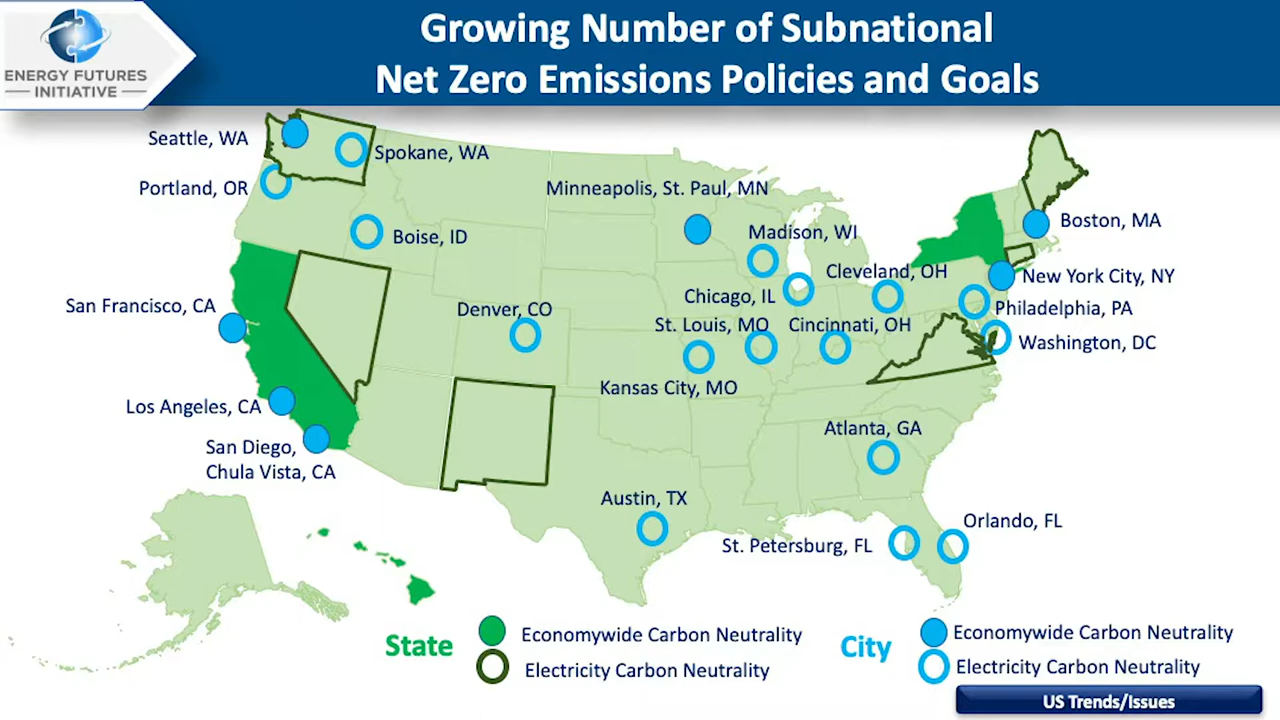 ENERGY FUTURES
INITIATIVE
Growing Number of Subnational
Net Zero Emissions Policies and Goals
Seattle, WA
Spokane, WA
Portland, OR
Boise, ID
Minneapolis, St. Paul, MN
Madison, WI
Boston, MA
Cleveland, OH
New York City, NY
San Francisco, CA
Chicago, IL
Denver, CO
Philadelphia, PA
St. Louis, MO
Cincinnati, OH
Washington, DC
Kansas City, MO
Los Angeles, CA
San Diego,
Chula Vista, CA
Atlanta, GA
Austin, TX
Orlando, FL
St. Petersburg, FL
State
Economywide Carbon Neutrality
Electricity Carbon Neutrality
City
Economywide Carbon Neutrality
Electricity Carbon Neutrality
US Trends/Issues